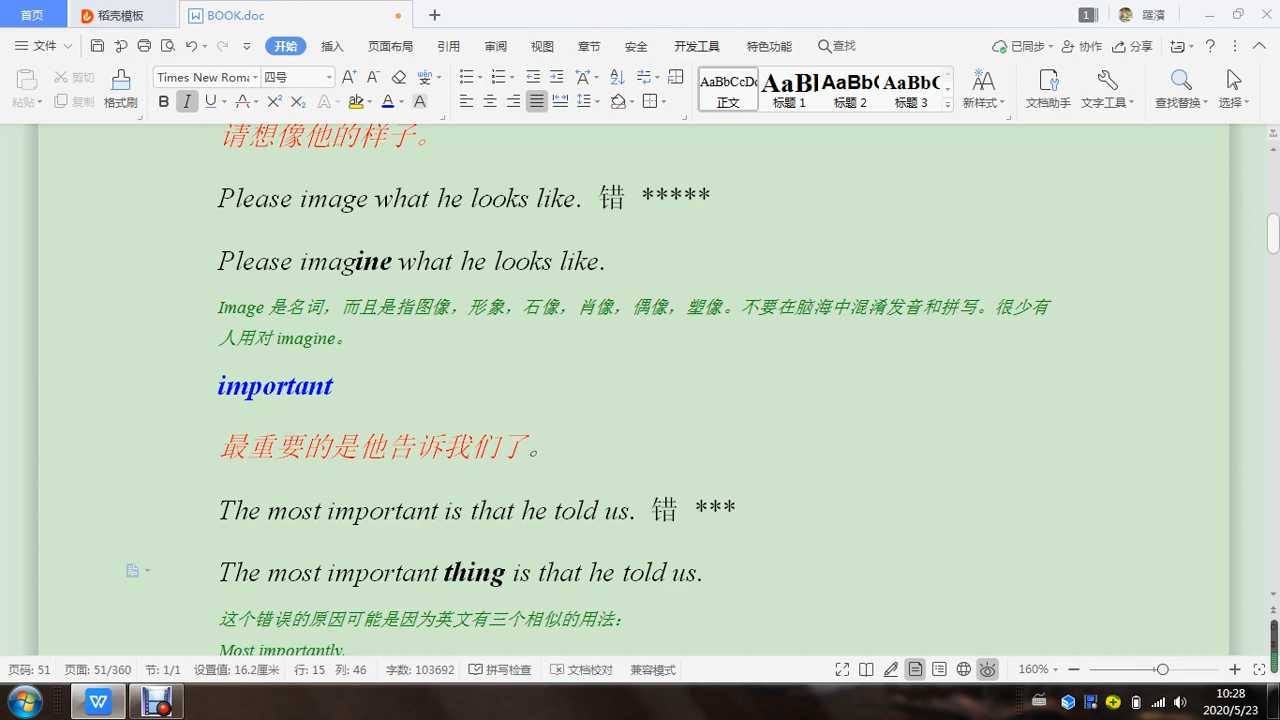 首页 稻壳模板 BOOK.doc 1 羅濱
文件 开始 插入 页面布局 引用 审阅 视图 章节 安全 开发工具 特色功能 查找 已同步 协作 分享
粘贴 剪切 复制 格式刷 Times New Roma 四号
AaBbCcDd 正文 AaBl 标题 1 AaBb 标题 2 AaBb( 标题 3 新样式 文档助手 文字工具 查找替换 选择
请想像他的样子。
Please image what he looks like. 错 *****
Please imagine what he looks like.
Image 是名词，而且是指图像，形象，石像，肖像，偶像，塑像。不要在脑海中混淆发音和拼写。很少有
人用对 imagine。
important
最重要的是他告诉我们了。
The most important is that he told us. 错 ***
The most important thing is that he told us.
这个错误的原因可能是因为英文有三个相似的用法：
Most importantly,
页码: 51 页面: 51/360 节: 1/1 设置值: 16.2厘米 行: 15 列: 46 字数: 103692 拼写检查 文档校对 兼容模式 160%
10:28
2020/5/23